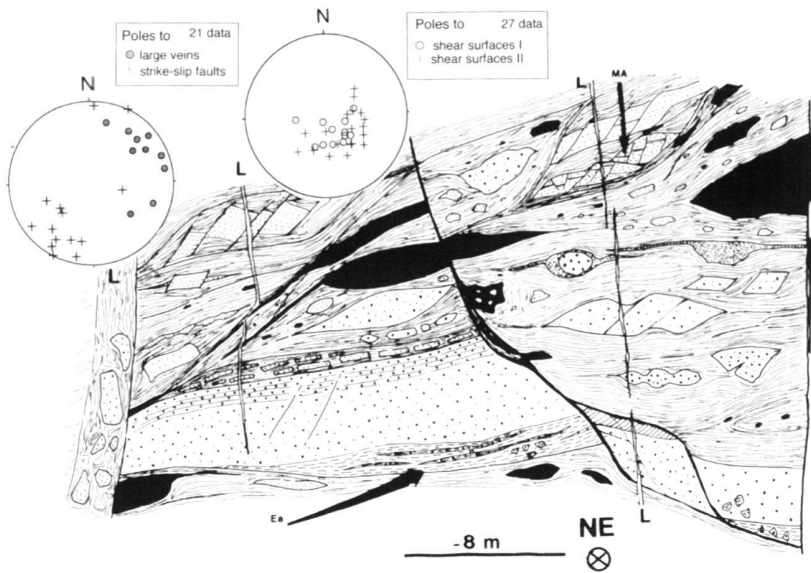 Poles to 21 data
large veins
+ strike-slip faults
Poles to 27 data
shear surfaces I
+ shear surfaces II
N
N
L
L
L
MA
L
Ea
-8 m
NE
L